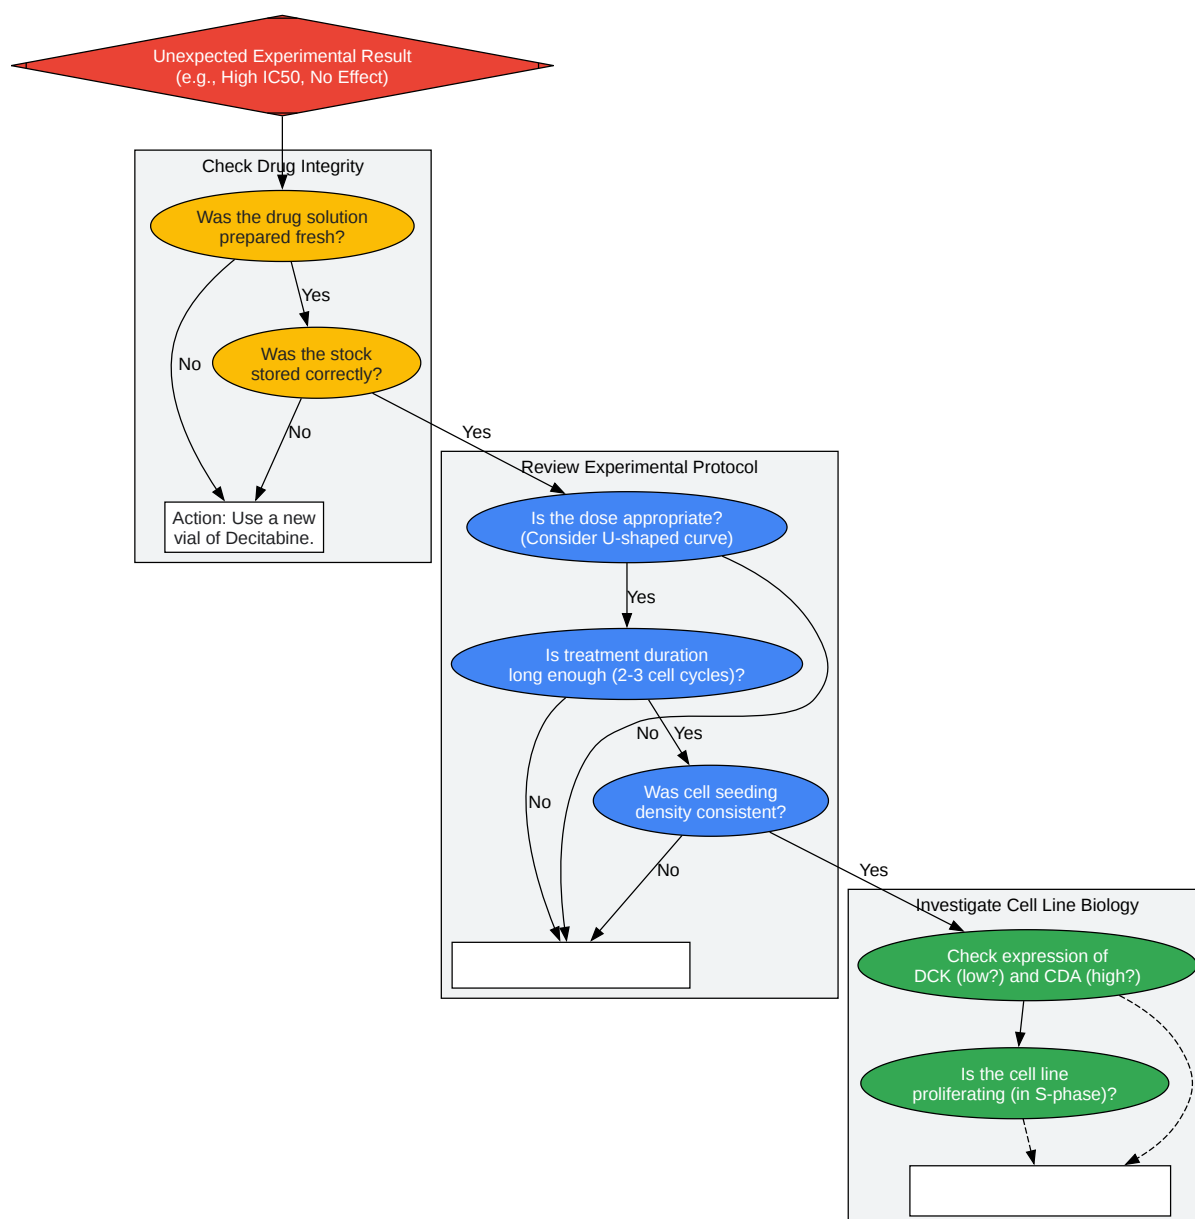 Unexpected Experimental Result
(e.g., High IC50, No Effect)
Check Drug Integrity
Was the drug solution
prepared fresh?
Yes
No
Was the stock
stored correctly?
No
Yes
Action: Use a new
vial of Decitabine.
Review Experimental Protocol
Is the dose appropriate?
(Consider U-shaped curve)
Yes
Is treatment duration
long enough (2-3 cell cycles)?
No
Yes
No
Was cell seeding
density consistent?
No
Yes
Investigate Cell Line Biology
Check expression of
DCK (low?) and CDA (high?)
Is the cell line
proliferating (in S-phase)?